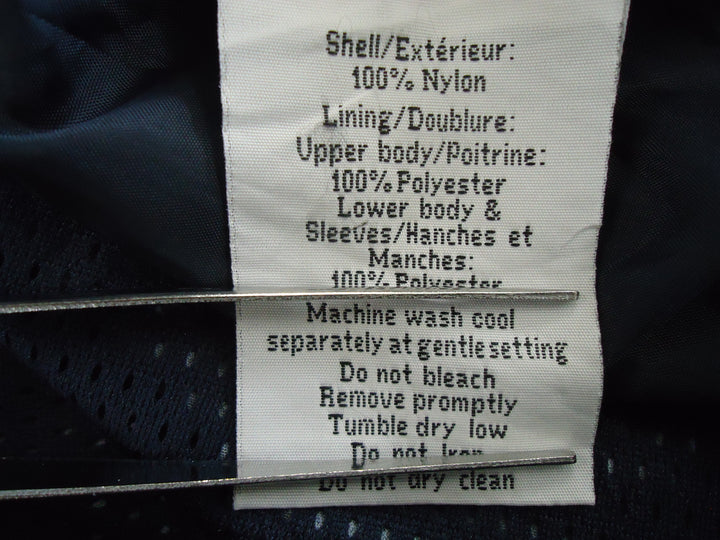 Shell/Extérieur:
100% Nylon
Lining/Doublure:
Upper body/Poitrine:
100% Polyester
Lower body &
Sleeves/Hanches et
Manches:
100% Polyester
Machine wash cool
separately at gentle setting
Do not bleach
Remove promptly
Tumble dry low
Do not Iron
Do not dry clean